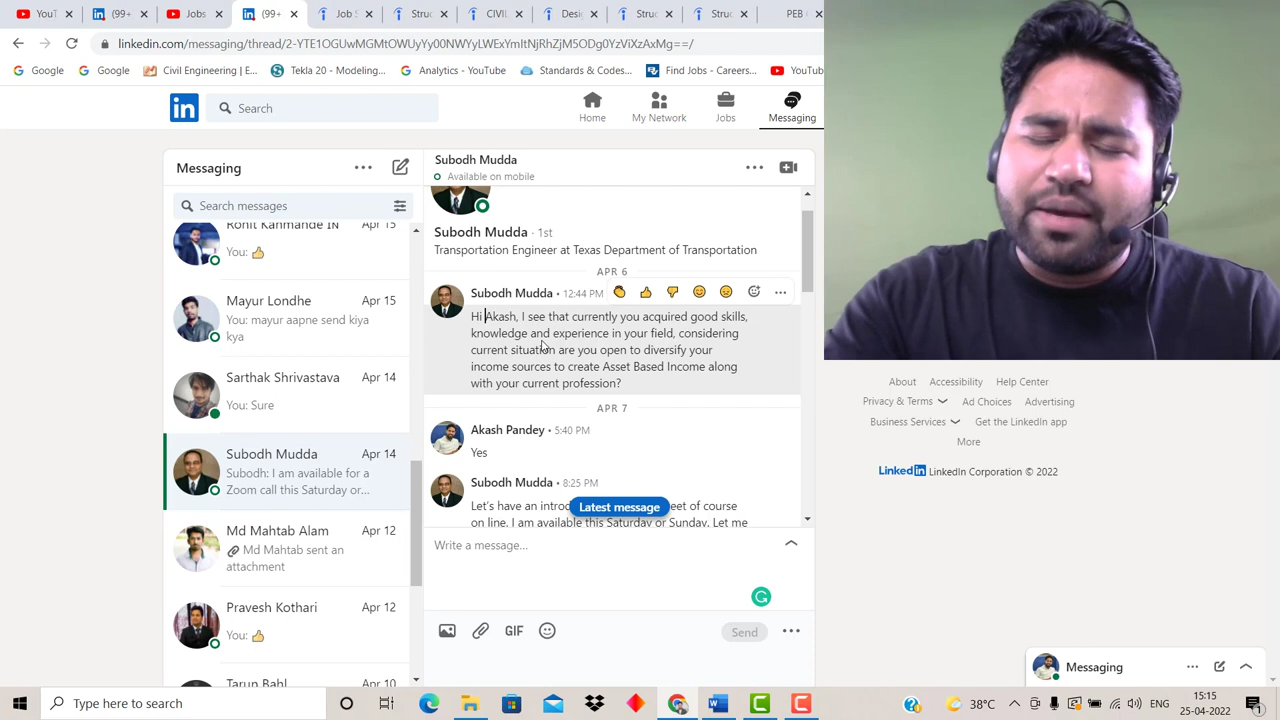 YouT
(99+
Jobs
(99+
Job S
Struc
CIVIL
Desig
Struc
Struc
PEB C
linkedin.com/messaging/thread/2-YTE1OGUwMGMtOWUyYy00NWYyLWExYmItNjRhZjM5ODg0YzViXzAxMg==/
Google
Google
Civil Engineering | E...
Tekla 20 - Modeling...
Analytics - YouTube
Standards & Codes...
Find Jobs - Careers...
YouTub
in
Search
Home
My Network
Jobs
Messaging
Messaging
Search messages
Rohit Kanmande IN
Apr 15
You: 👍
Mayur Londhe
Apr 15
You: mayur aapne send kiya
kya
Sarthak Shrivastava
Apr 14
You: Sure
Subodh Mudda
Apr 14
Subodh: I am available for a
Zoom call this Saturday or...
Md Mahtab Alam
Apr 12
Md Mahtab sent an
attachment
Pravesh Kothari
Apr 12
You: 👍
Tarun Bahl
Apr 10
Subodh Mudda
Available on mobile
Subodh Mudda · 1st
Transportation Engineer at Texas Department of Transportation
APR 6
Subodh Mudda • 12:44 PM
Hi Akash, I see that currently you acquired good skills,
knowledge and experience in your field, considering
current situation are you open to diversify your
income sources to create Asset Based Income along
with your current profession?
APR 7
Akash Pandey • 5:40 PM
Yes
Subodh Mudda • 8:25 PM
Let's have an introd
eet of course
on line. I am available this Saturday or Sunday. Let me
Latest message
Write a message...
GIF
Send
About
Accessibility
Help Center
Privacy & Terms
Ad Choices
Advertising
Business Services
Get the LinkedIn app
More
LinkedIn LinkedIn Corporation © 2022
Messaging
Type here to search
38°C
ENG
15:15
25-04-2022
1